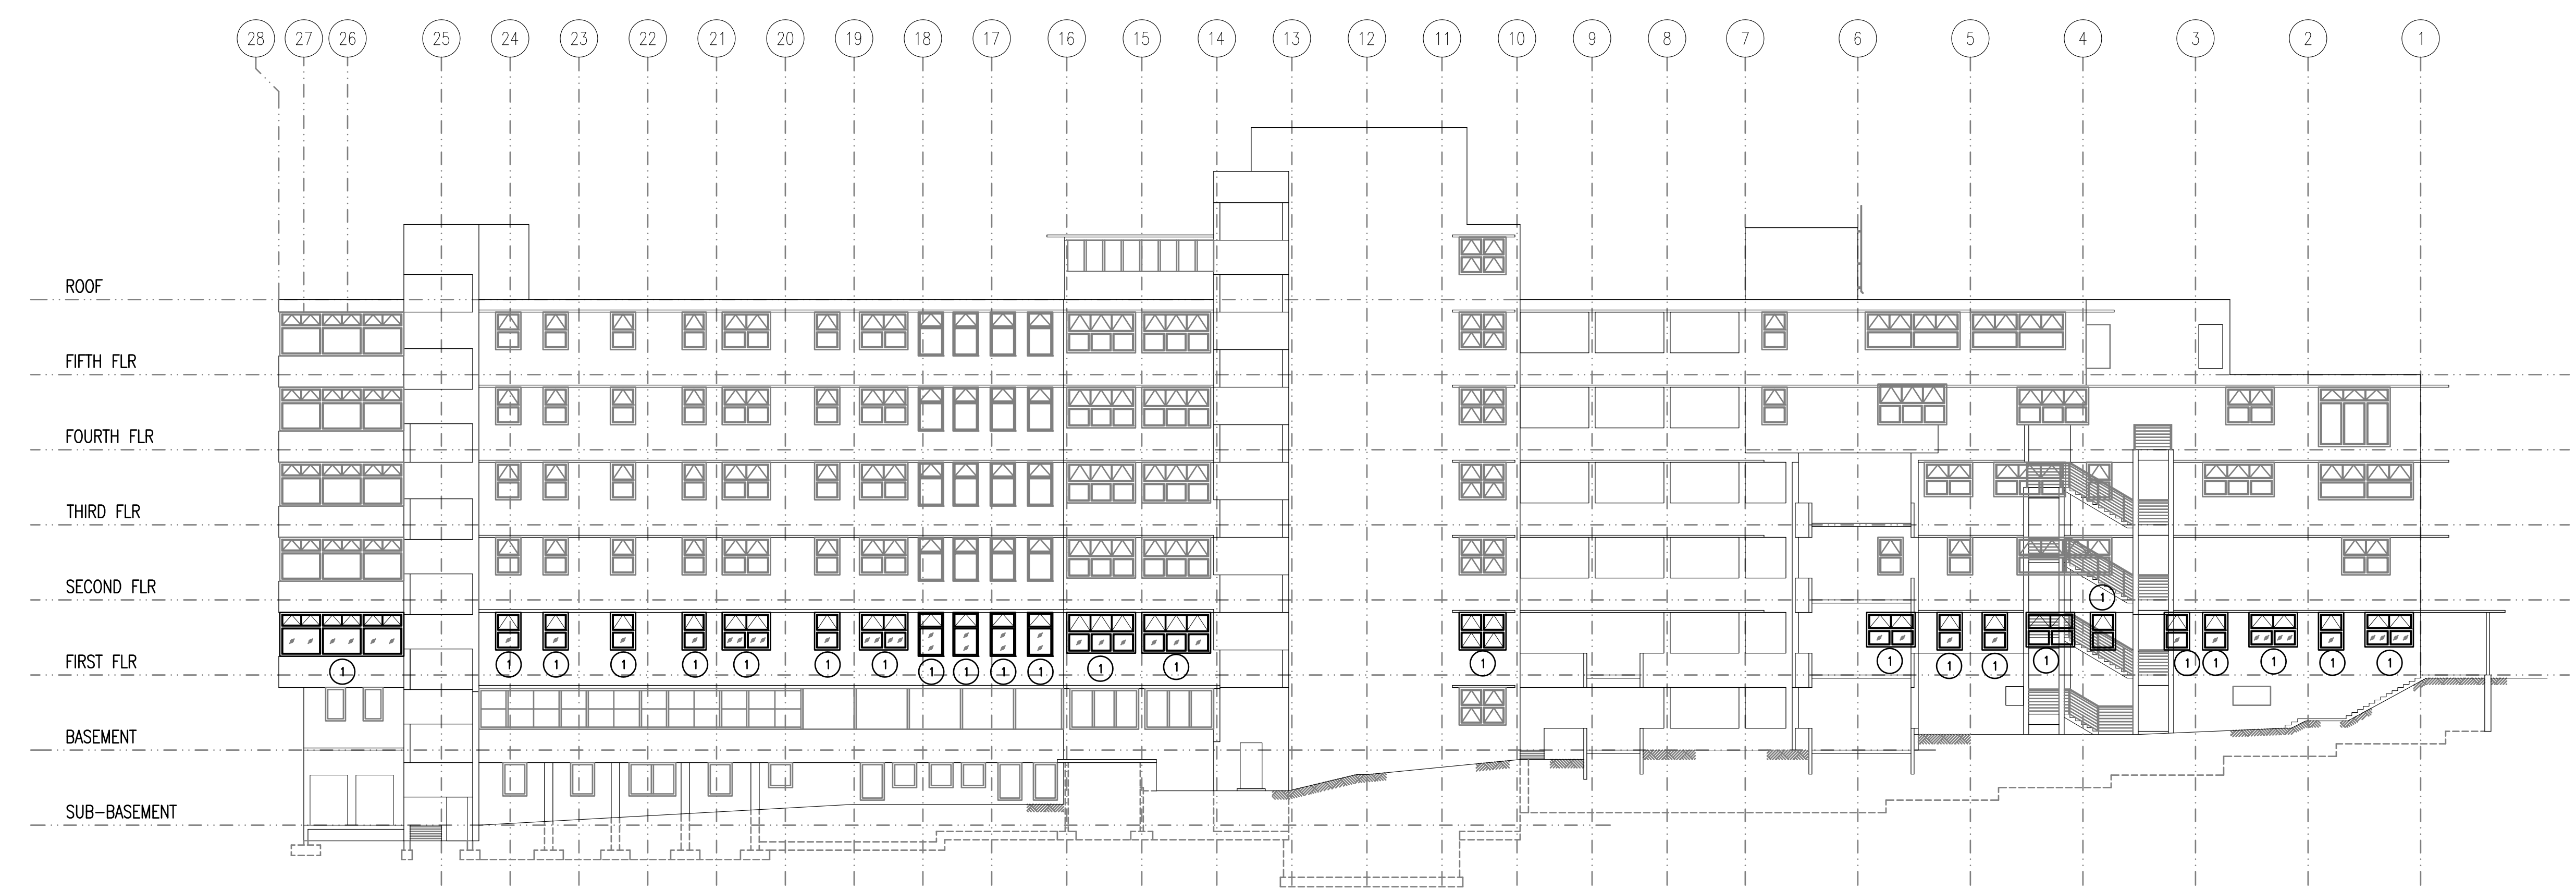 28 27 26 25 24 23 22 21 20 19 18 17 16 15 14 13 12 11 10 9 8 7 6 5 4 3 2 1
ROOF
FIFTH FLR
FOURTH FLR
THIRD FLR
SECOND FLR
1
FIRST FLR
1 1 1 1 1 1 1 1 1 1 1 1 1 1 1 1 1 1 1 1 1 1 1 1
BASEMENT
SUB-BASEMENT